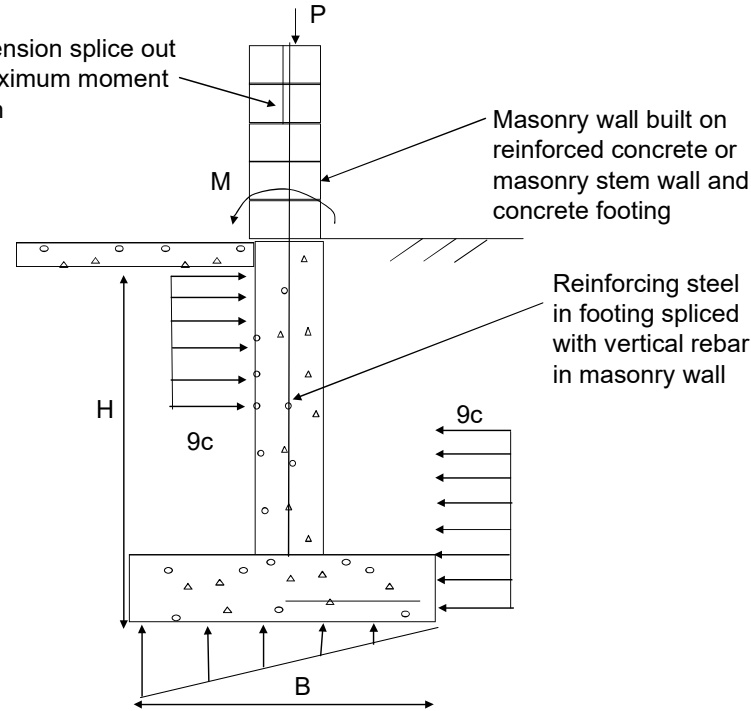 P
ension splice out
ximum moment
M
Masonry wall built on
reinforced concrete or
masonry stem wall and
concrete footing
Reinforcing steel
in footing spliced
with vertical rebar
in masonry wall
H
9c
9c
B